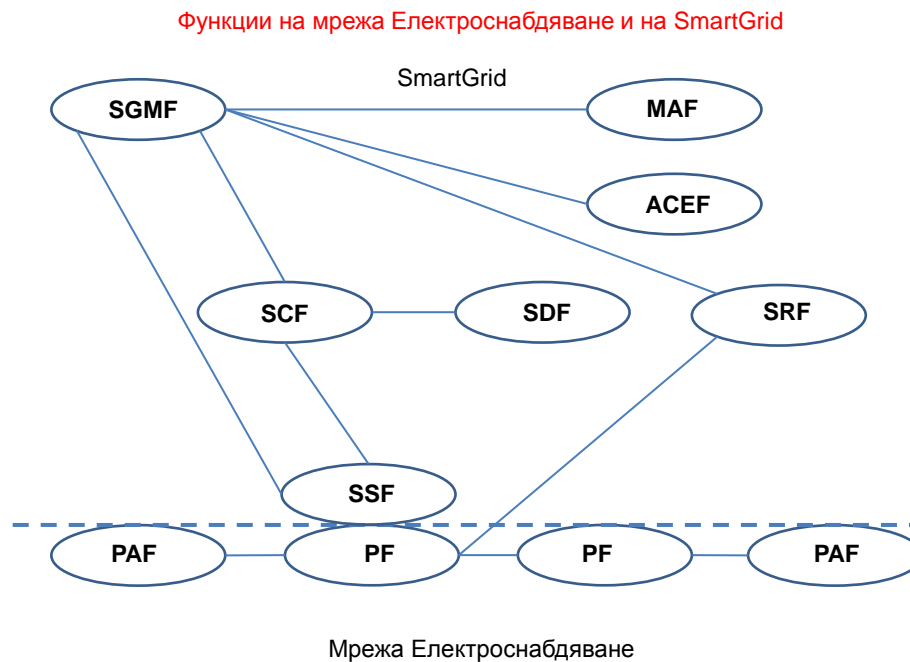 Функции на мрежа Електроснабдяване и на SmartGrid
SmartGrid
SGMF
MAF
ACEF
SCF
SDF
SRF
SSF
PAF
PF
PF
PAF
Мрежа Електроснабдяване